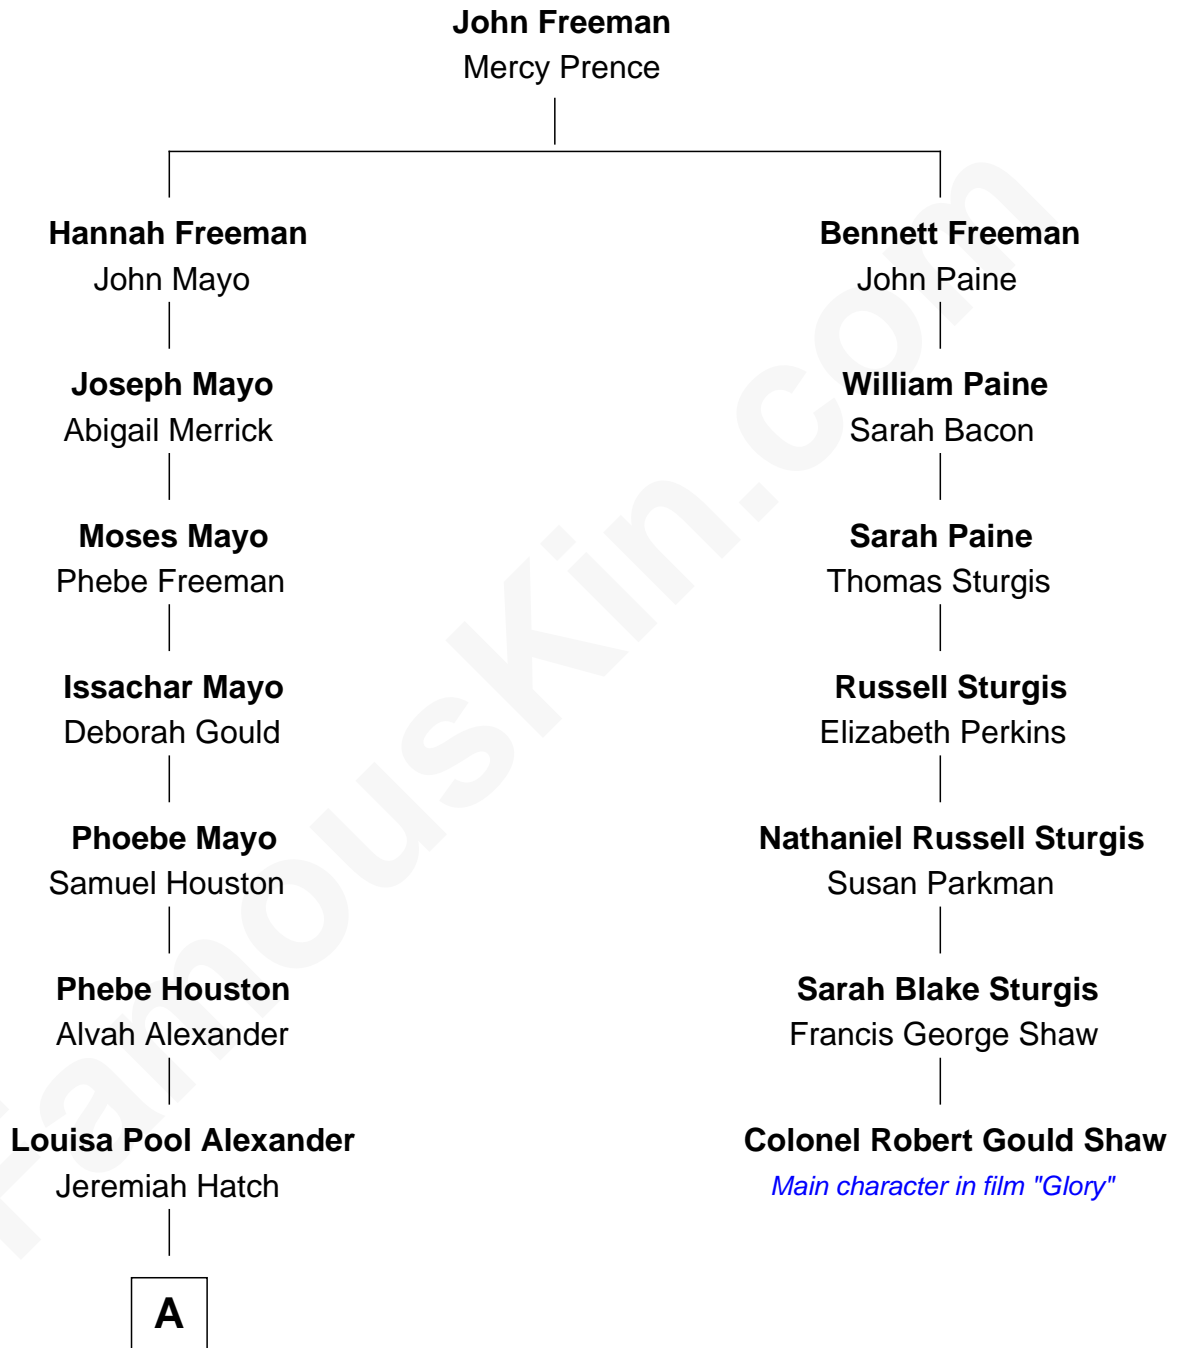 John Freeman
Mercy Prence
Hannah Freeman
John Mayo
Joseph Mayo
Abigail Merrick
Moses Mayo
Phebe Freeman
Issachar Mayo
Deborah Gould
Phoebe Mayo
Samuel Houston
Phebe Houston
Alvah Alexander
Louisa Pool Alexander
Jeremiah Hatch
A
Bennett Freeman
John Paine
William Paine
Sarah Bacon
Sarah Paine
Thomas Sturgis
Russell Sturgis
Elizabeth Perkins
Nathaniel Russell Sturgis
Susan Parkman
Sarah Blake Sturgis
Francis George Shaw
Colonel Robert Gould Shaw
Main character in film "Glory"
FamousKin.com